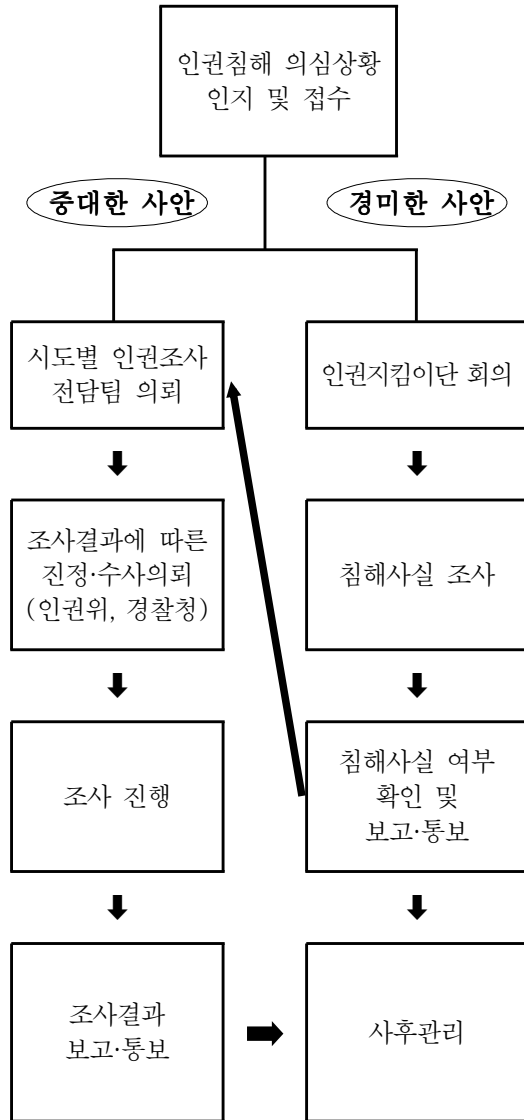 인권침해 의심상황
인지 및 접수
중대한 사안
경미한 사안
시도별 인권조사
전담팀 의뢰
인권지킴이단 회의
조사결과에 따른
진정·수사의뢰
(인권위, 경찰청)
침해사실 조사
조사 진행
침해사실 여부
확인 및
보고·통보
조사결과
보고·통보
사후관리